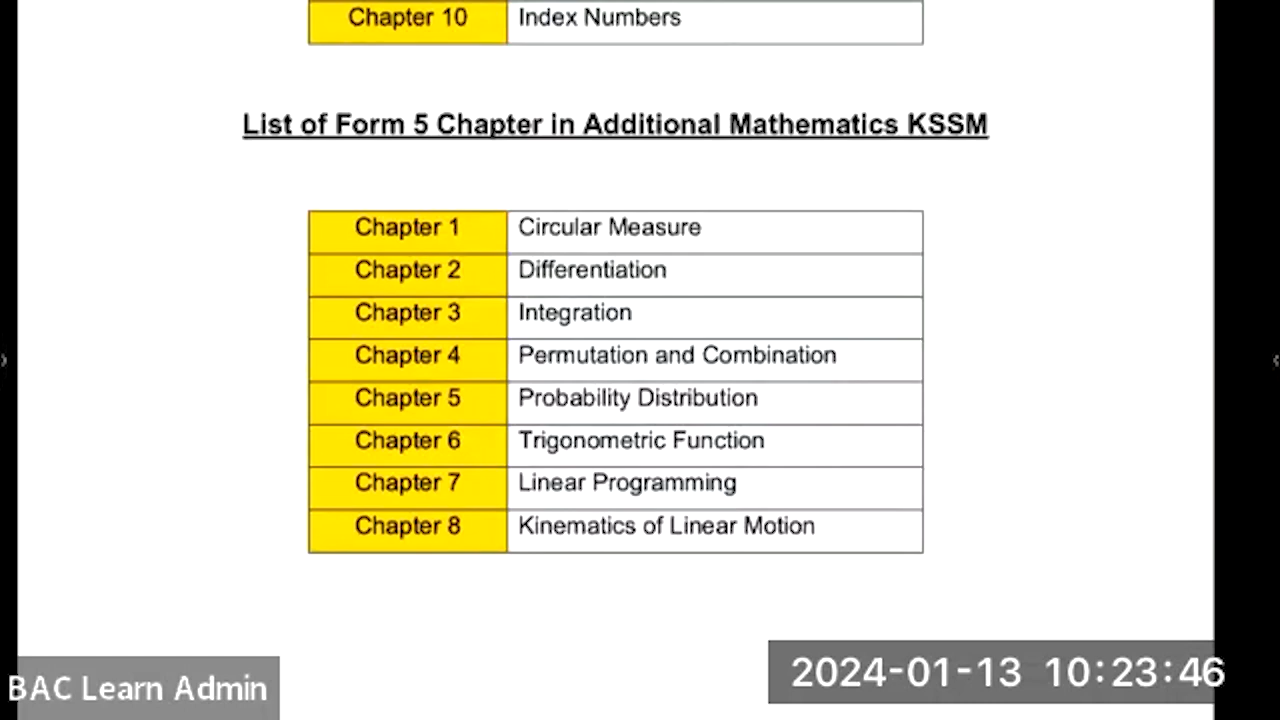 Chapter 10 Index Numbers
List of Form 5 Chapter in Additional Mathematics KSSM
Chapter 1 Circular Measure
Chapter 2 Differentiation
Chapter 3 Integration
Chapter 4 Permutation and Combination
Chapter 5 Probability Distribution
Chapter 6 Trigonometric Function
Chapter 7 Linear Programming
Chapter 8 Kinematics of Linear Motion
BAC Learn Admin
2024-01-13 10:23:46